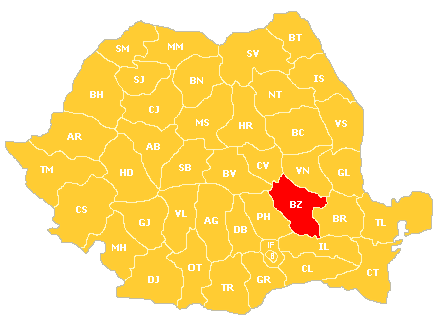 BT
SM
MM
SV
SJ
BN
IS
BH
CJ
NT
MS
HR
VS
AR
BC
AB
TM
HD
SB
BV
CV
VN
GL
CS
BZ
VL
AG
PH
BR
GJ
DB
TL
MH
IF
IL
B
OT
DJ
TR
GR
CL
CT